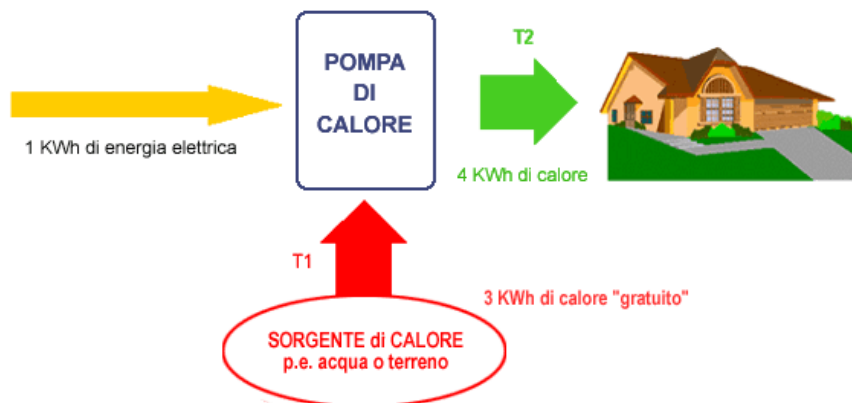 POMPA
DI
CALORE
T2
1 KWh di energia elettrica
4 KWh di calore
T1
3 KWh di calore "gratuito"
SORGENTE di CALORE
p.e. acqua o terreno